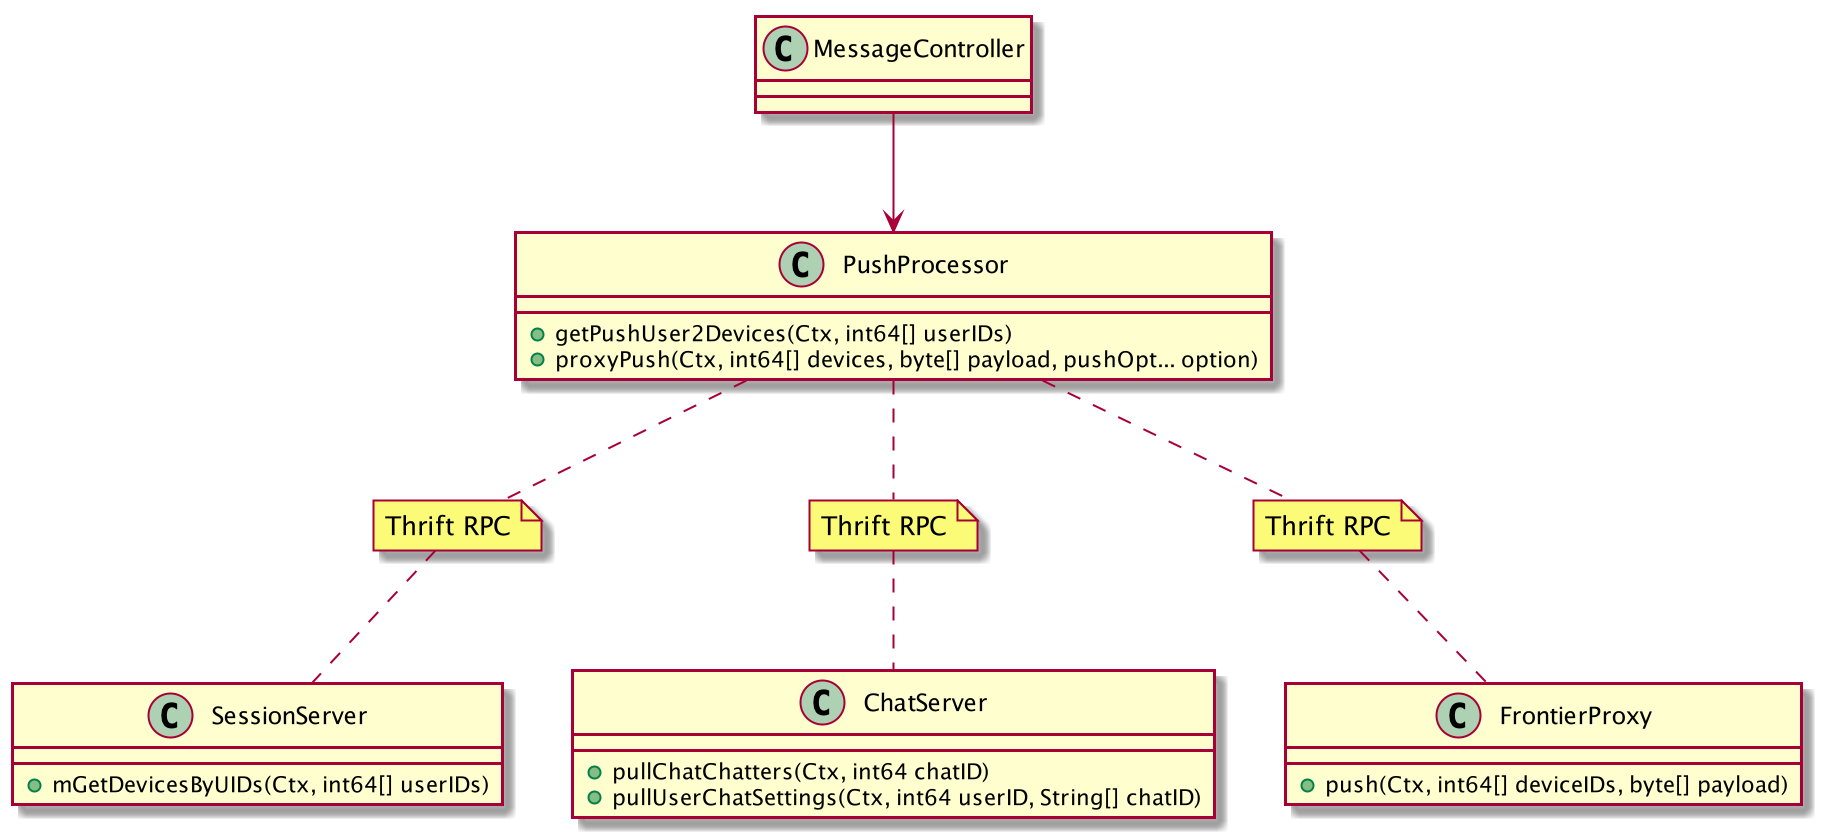 C MessageController
C PushProcessor
getPushUser2Devices(Ctx, int64[] userIDs)
proxyPush(Ctx, int64[] devices, byte[] payload, pushOpt... option)
Thrift RPC
Thrift RPC
Thrift RPC
C SessionServer
mGetDevicesByUIDs(Ctx, int64[] userIDs)
C ChatServer
pullChatChatters(Ctx, int64 chatID)
pullUserChatSettings(Ctx, int64 userID, String[] chatID)
C FrontierProxy
push(Ctx, int64[] deviceIDs, byte[] payload)